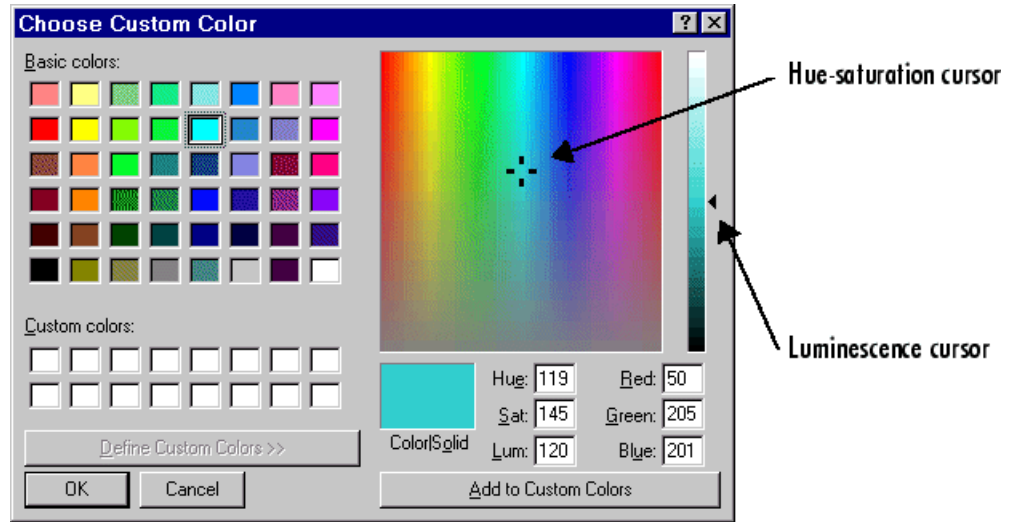 Choose Custom Color
Basic colors:
Custom colors:
Define Custom Colors >>
OK Cancel
Color|Solid
Hue: 119 Red: 50
Sat: 145 Green: 205
Lum: 120 Blue: 201
Add to Custom Colors
Hue-saturation cursor
Luminescence cursor